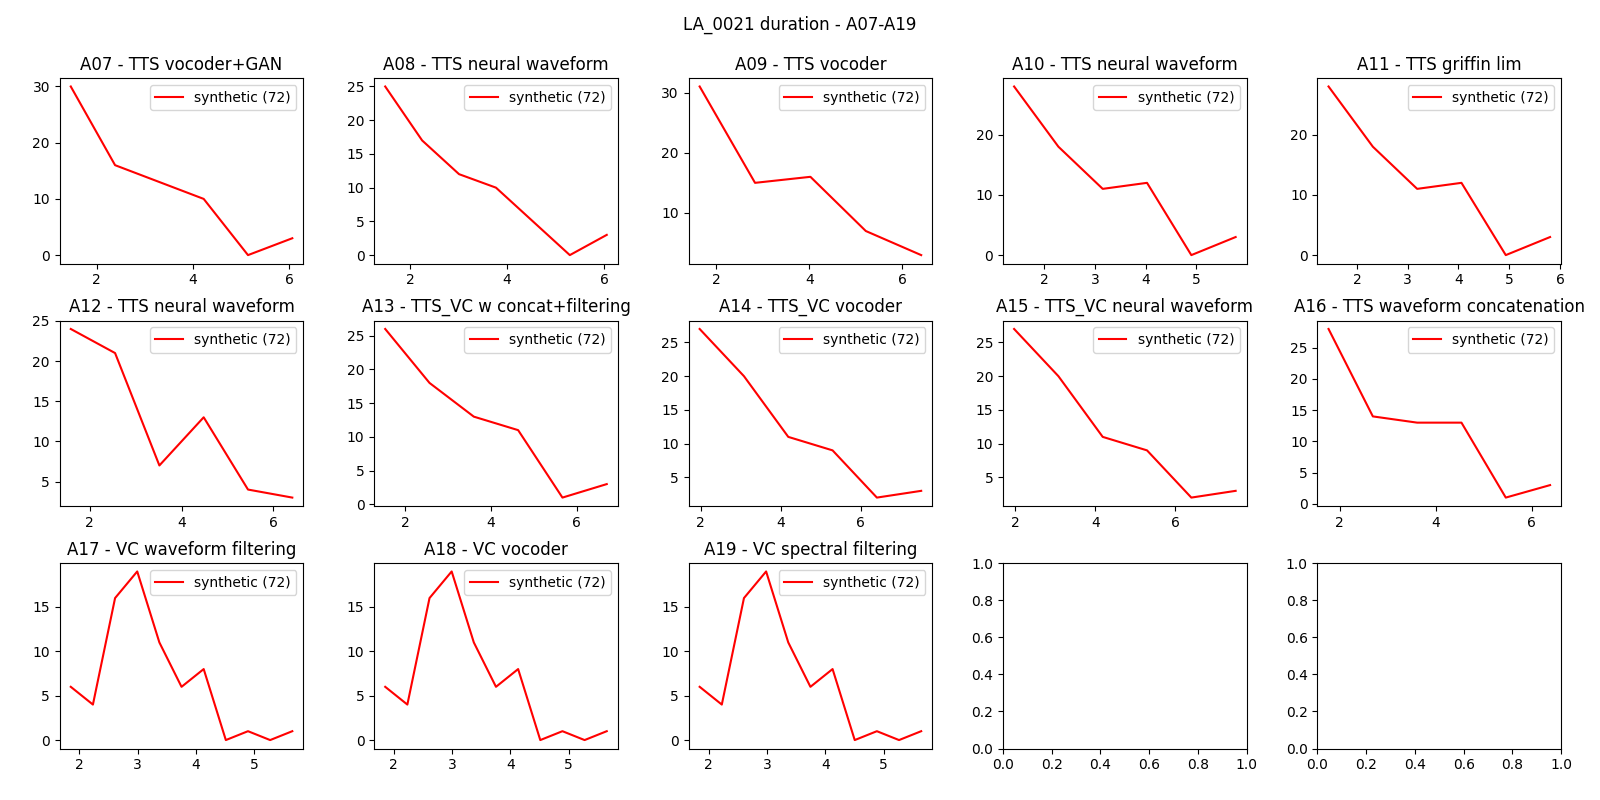 LA_0021 duration - A07-A19
A07 - TTS vocoder+GAN
synthetic (72)
30
20
10
0
2 4 6
A08 - TTS neural waveform
synthetic (72)
25
20
15
10
5
0
2 4 6
A09 - TTS vocoder
synthetic (72)
30
20
10
2 4 6
A10 - TTS neural waveform
synthetic (72)
20
10
0
2 3 4 5
A11 - TTS griffin lim
synthetic (72)
20
10
0
2 3 4 5 6
A12 - TTS neural waveform
synthetic (72)
25
20
15
10
5
2 4 6
A13 - TTS_VC w concat+filtering
synthetic (72)
25
20
15
10
5
0
2 4 6
A14 - TTS_VC vocoder
synthetic (72)
25
20
15
10
5
2 4 6
A15 - TTS_VC neural waveform
synthetic (72)
25
20
15
10
5
2 4 6
A16 - TTS waveform concatenation
synthetic (72)
25
20
15
10
5
0
2 4 6
A17 - VC waveform filtering
synthetic (72)
15
10
5
0
2 3 4 5
A18 - VC vocoder
synthetic (72)
15
10
5
0
2 3 4 5
A19 - VC spectral filtering
synthetic (72)
15
10
5
0
2 3 4 5
1.0
0.8
0.6
0.4
0.2
0.0
0.0 0.2 0.4 0.6 0.8 1.0
1.0
0.8
0.6
0.4
0.2
0.0
0.0 0.2 0.4 0.6 0.8 1.0